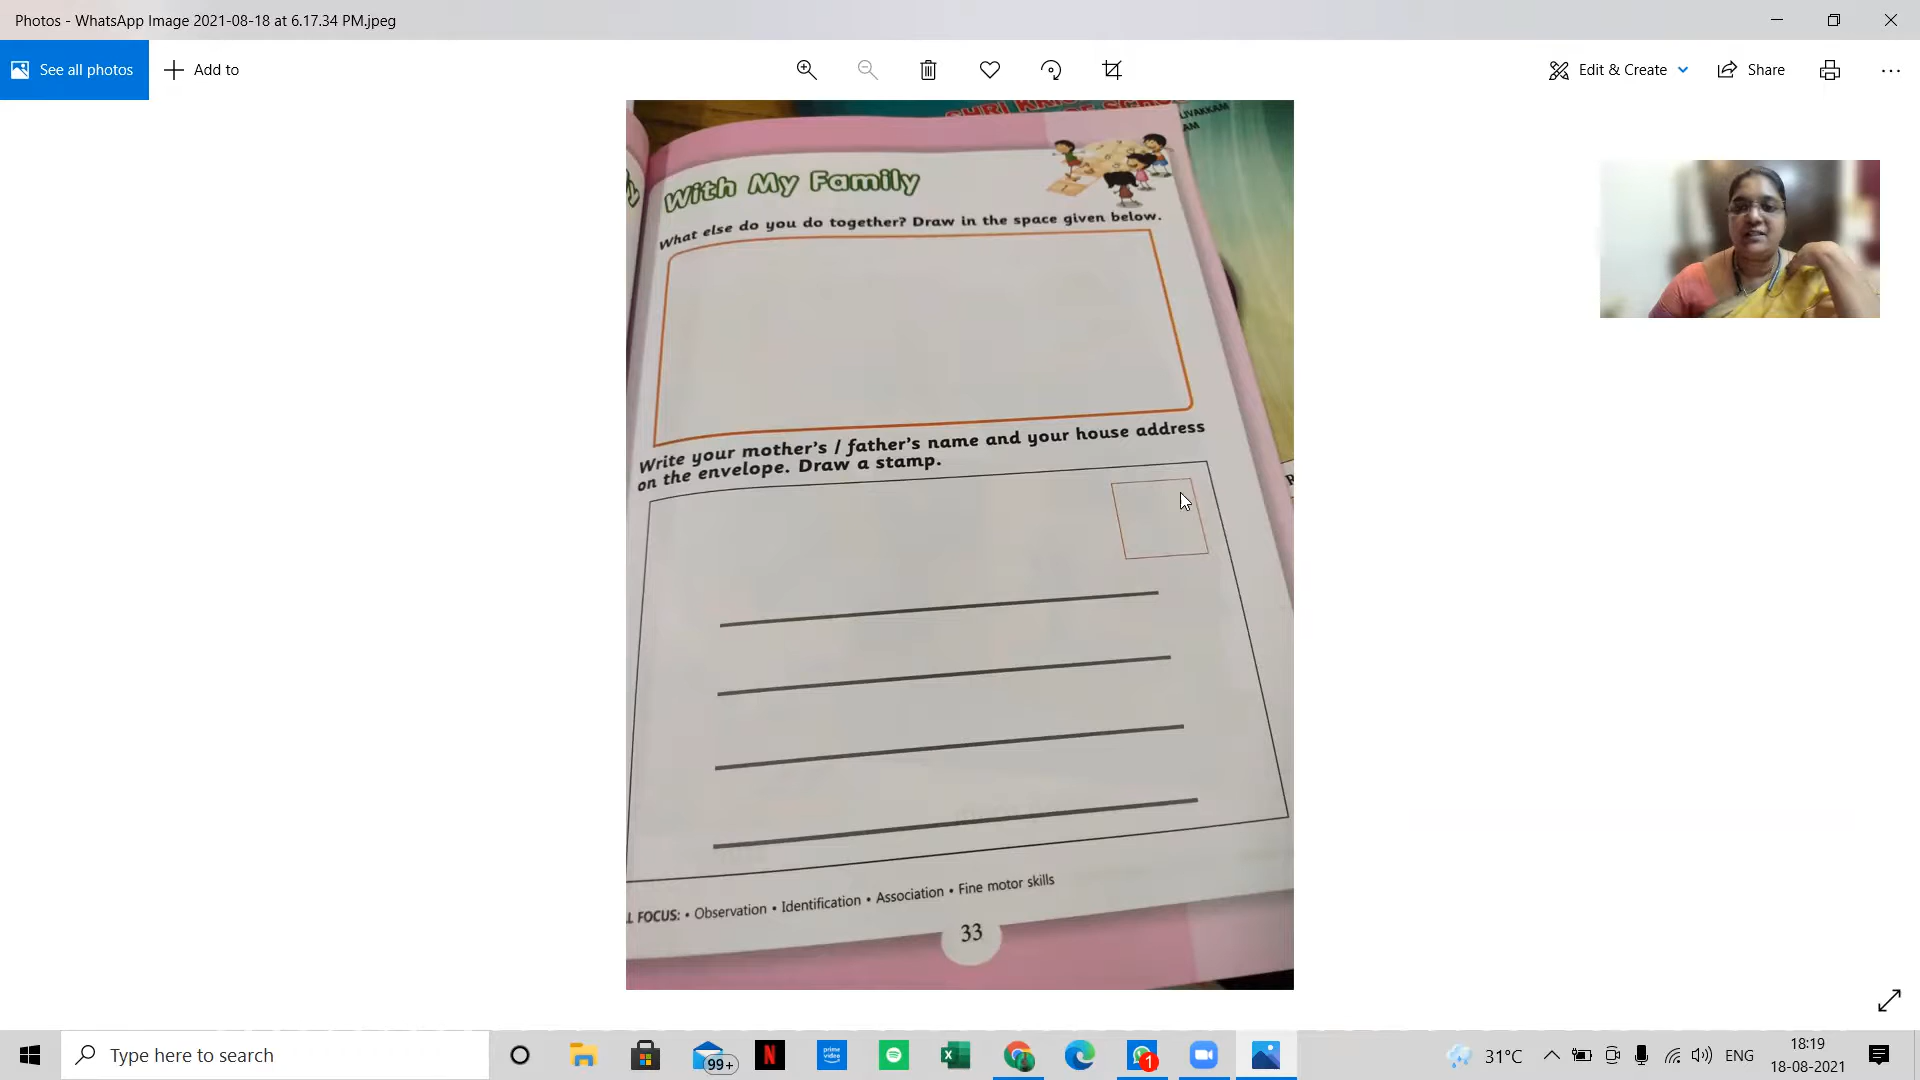 Photos - WhatsApp Image 2021-08-18 at 6.17.34 PM.jpeg
See all photos
Add to
Edit & Create
Share
With My Family
What else do you do together? Draw in the space given below.
Write your mother's / father's name and your house address
on the envelope. Draw a stamp.
FOCUS: • Observation • Identification • Association • Fine motor skills
33
Type here to search
99+
N
prime video
X
1
31°C
ENG
18:19
18-08-2021